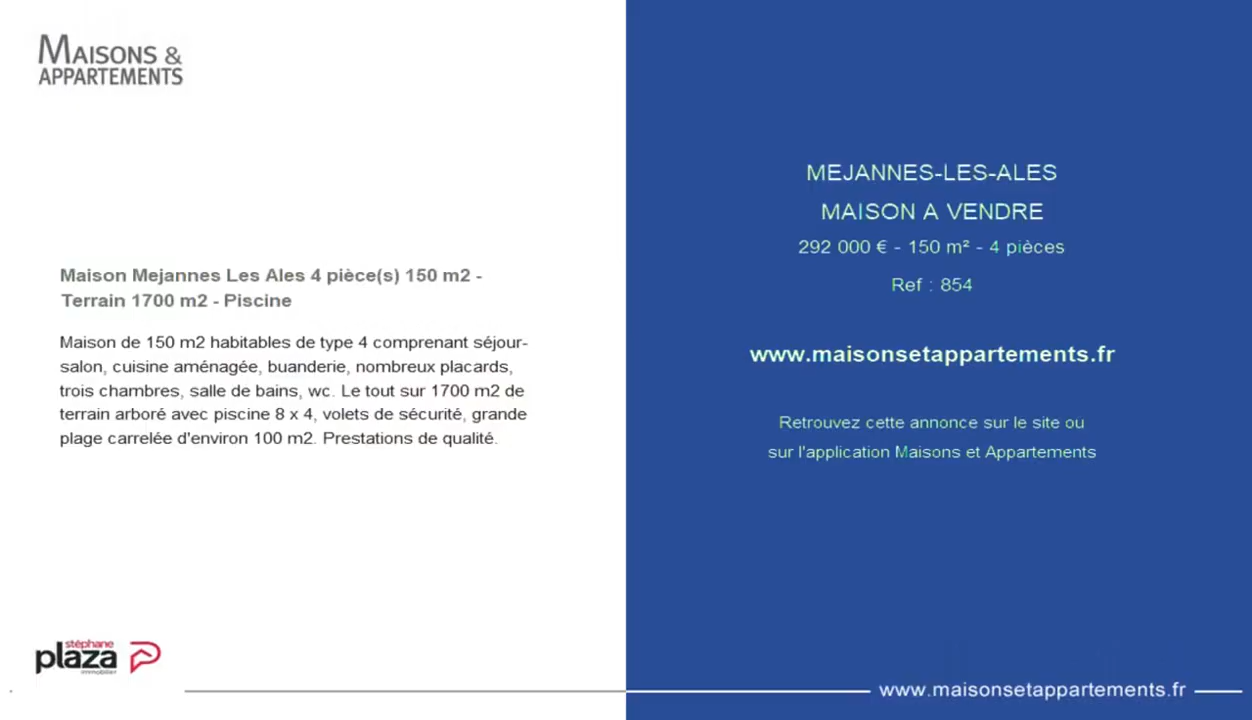 MAISONS &
APPARTEMENTS
Maison Mejannes Les Ales 4 pièce(s) 150 m2 -
Terrain 1700 m2 - Piscine
Maison de 150 m2 habitables de type 4 comprenant séjour-
salon, cuisine aménagée, buanderie, nombreux placards,
trois chambres, salle de bains, wc. Le tout sur 1700 m2 de
terrain arboré avec piscine 8 x 4, volets de sécurité, grande
plage carrelée d'environ 100 m2. Prestations de qualité.
stéphane
plaza
immobilier
MEJANNES-LES-ALES
MAISON A VENDRE
292 000 € - 150 m² - 4 pièces
Ref : 854
www.maisonsetappartements.fr
Retrouvez cette annonce sur le site ou
sur l'application Maisons et Appartements
www.maisonsetappartements.fr